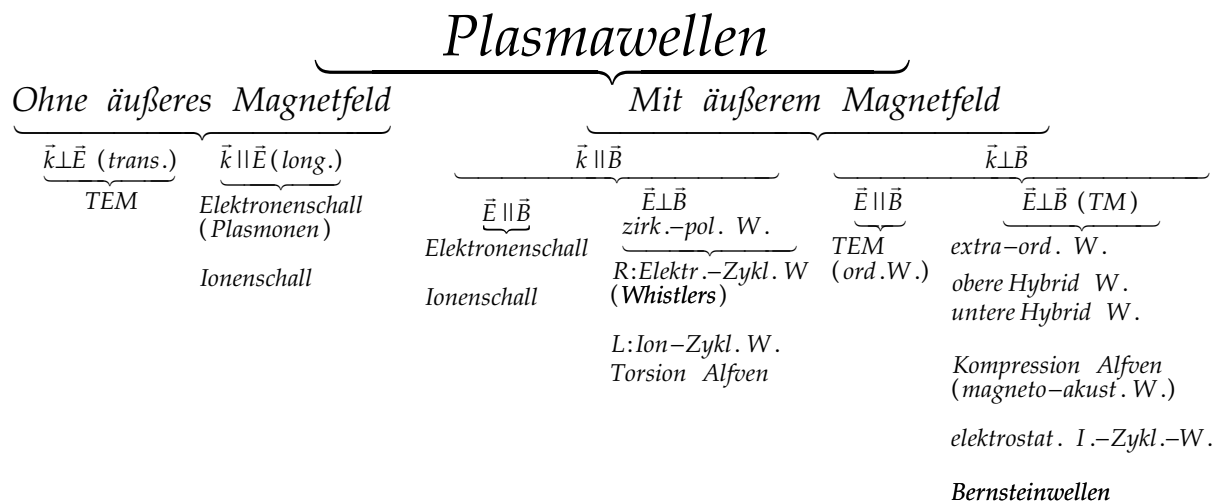 Plasmawellen
Ohne äußeres Magnetfeld
Mit äußerem Magnetfeld
k⃗⊥E⃗ (trans.)
k⃗||E⃗(long.)
k⃗||B⃗
k⃗⊥B⃗
TEM
Elektronenschall
(Plasmonen)
Ionenschall
E⃗||B⃗
Elektronenschall
Ionenschall
E⃗⊥B⃗
zirk.–pol. W.
R:Elektr.–Zykl.W
(Whistlers)
L:Ion–Zykl.W.
Torsion Alfven
E⃗||B⃗
TEM
(ord.W.)
E⃗⊥B⃗ (TM)
extra–ord. W.
obere Hybrid W.
untere Hybrid W.
Kompression Alfven
(magneto–akust.W.)
elektrostat. I.–Zykl.–W.
Bernsteinwellen